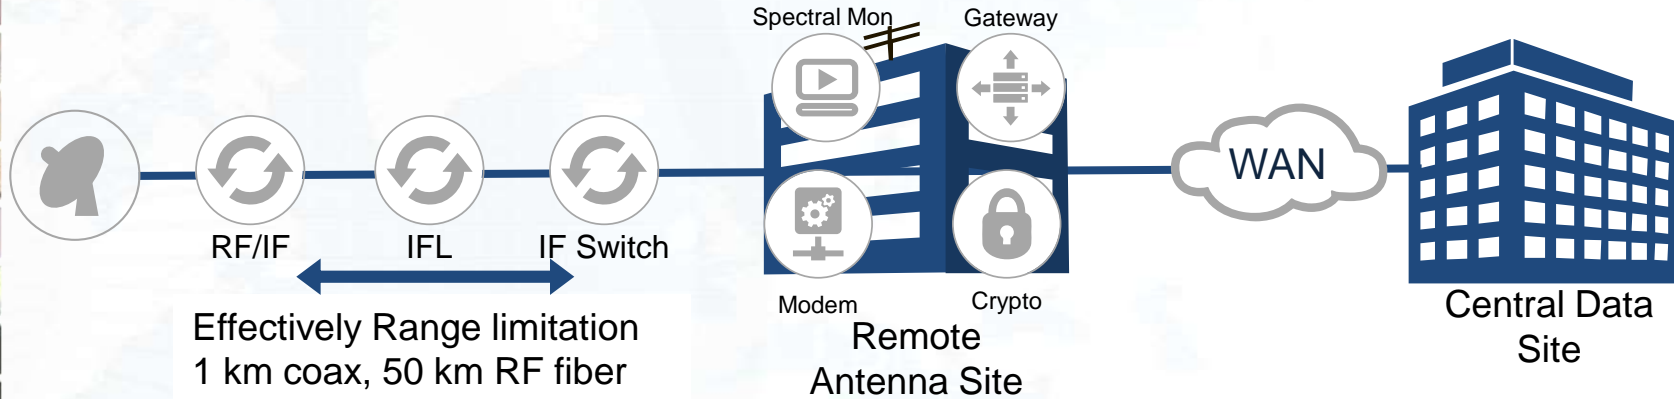 Spectral Mon
Gateway
WAN
RF/IF
IFL
IF Switch
Modem
Crypto
Effectively Range limitation
1 km coax, 50 km RF fiber
Remote
Antenna Site
Central Data
Site